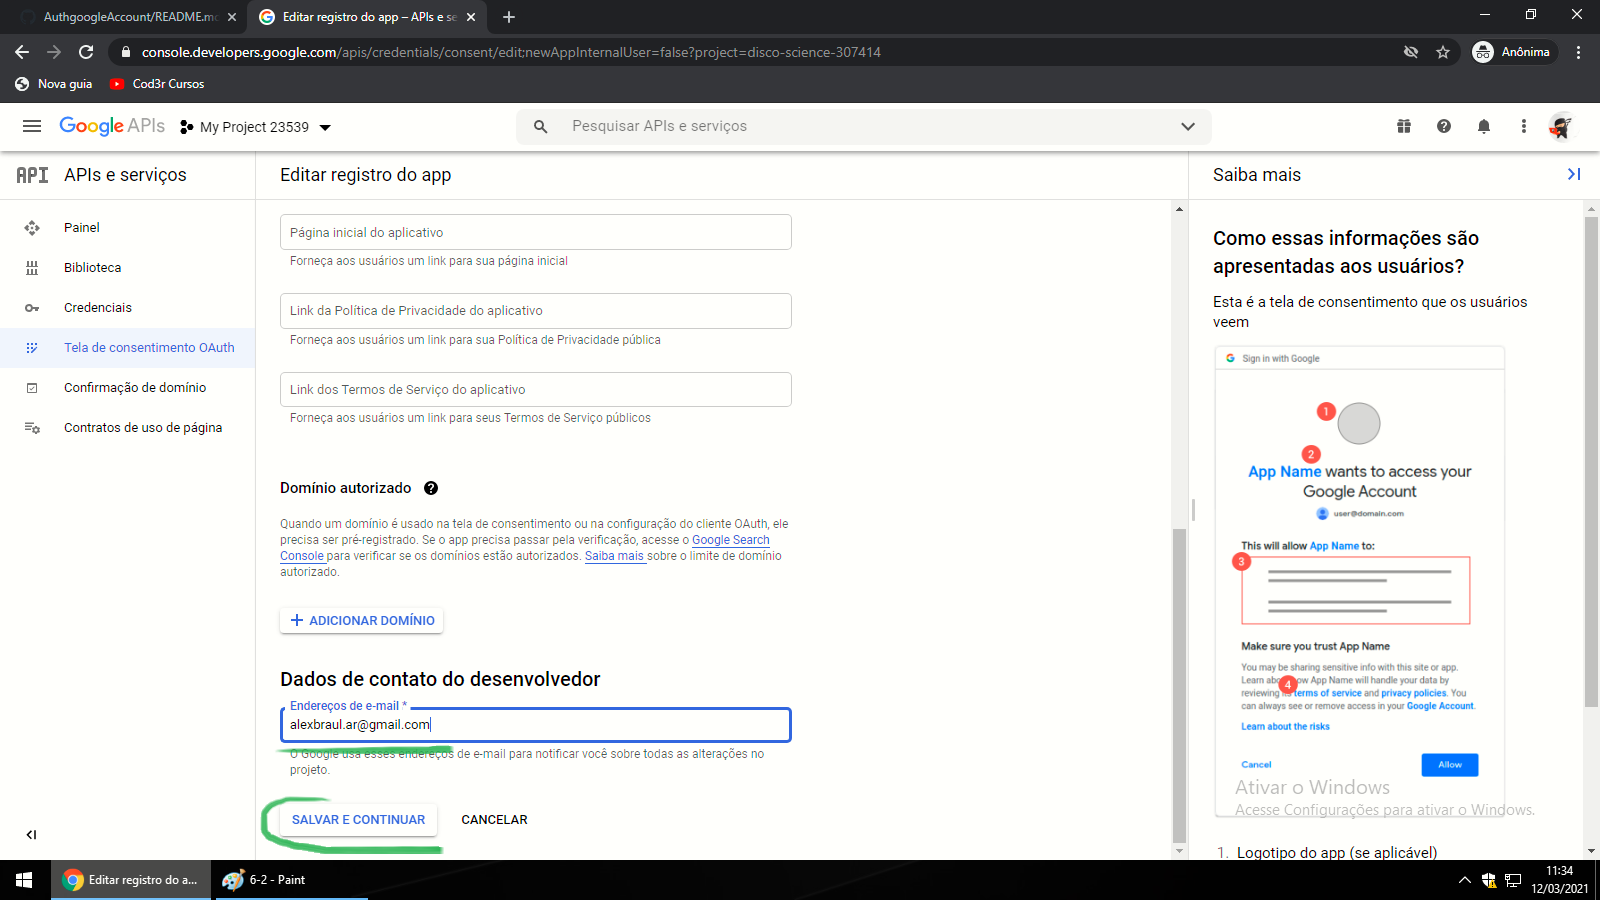 AuthgoogleAccount/README.md
Editar registro do app – APIs e se
console.developers.google.com/apis/credentials/consent/edit;newAppInternalUser=false?project=disco-science-307414
Anônima
Nova guia
Cod3r Cursos
Google APIs
My Project 23539
Pesquisar APIs e serviços
API
APIs e serviços
Editar registro do app
Saiba mais
Painel
Biblioteca
Credenciais
Tela de consentimento OAuth
Confirmação de domínio
Contratos de uso de página
Página inicial do aplicativo
Forneça aos usuários um link para sua página inicial
Link da Política de Privacidade do aplicativo
Forneça aos usuários um link para sua Política de Privacidade pública
Link dos Termos de Serviço do aplicativo
Forneça aos usuários um link para seus Termos de Serviço públicos
Domínio autorizado
Quando um domínio é usado na tela de consentimento ou na configuração do cliente OAuth, ele
precisa ser pré-registrado. Se o app precisa passar pela verificação, acesse o Google Search
Console para verificar se os domínios estão autorizados. Saiba mais sobre o limite de domínio
autorizado.
ADICIONAR DOMÍNIO
Dados de contato do desenvolvedor
Endereços de e-mail *
alexbraul.ar@gmail.com
O Google usa esses endereços de e-mail para notificar você sobre todas as alterações no
projeto.
SALVAR E CONTINUAR
CANCELAR
Como essas informações são
apresentadas aos usuários?
Esta é a tela de consentimento que os usuários
veem
Sign in with Google
1
2
App Name wants to access your
Google Account
user@domain.com
This will allow App Name to:
3
Make sure you trust App Name
You may be sharing sensitive info with this site or app.
Learn how App Name will handle your data by
4
reviewing its terms of service and privacy policies. You
can always see or remove access in your Google Account.
Learn about the risks
Cancel
Allow
Ativar o Windows
Acesse Configurações para ativar o Windows.
1. Logotipo do app (se aplicável)
Editar registro do a...
6-2 - Paint
11:34
12/03/2021